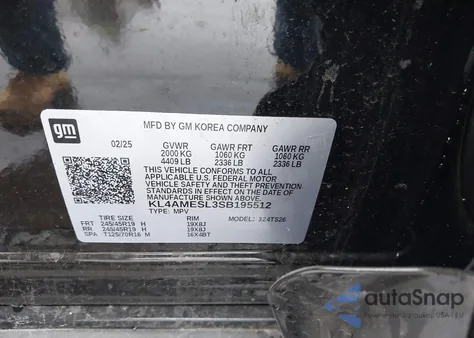 gm
MFD BY GM KOREA COMPANY
02/25 GVWR GAWR FRT GAWR RR
2000 KG 1060 KG 1060 KG
4409 LB 2336 LB 2336 LB
THIS VEHICLE CONFORMS TO ALL
APPLICABLE U.S. FEDERAL MOTOR
VEHICLE SAFETY AND THEFT
PREVENTION STANDARDS IN EFFECT
ON THE DATE OF
MANUFACTURE SHOWN ABOVE.
KL4AMESL3SB195512
TYPE: MPV MODEL: 324TS26
TIRE SIZE RIM
FRT 245/45R19 H 19X8J
RR 245/45R19 H 19X8J
SPA T125/70R16 M 16X4BT
autoSnap